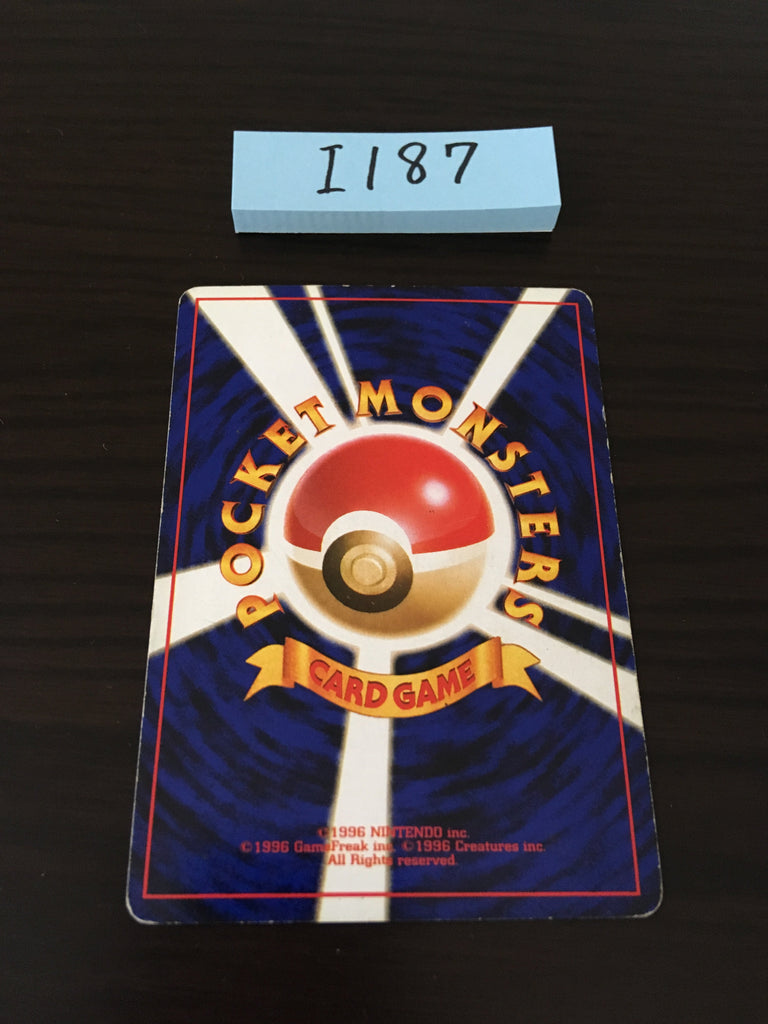 I187
POCKET MONSTERS
CARD GAME
©1996 NINTENDO inc.
©1996 GameFreak inc. ©1996 Creatures inc.
All Rights reserved.